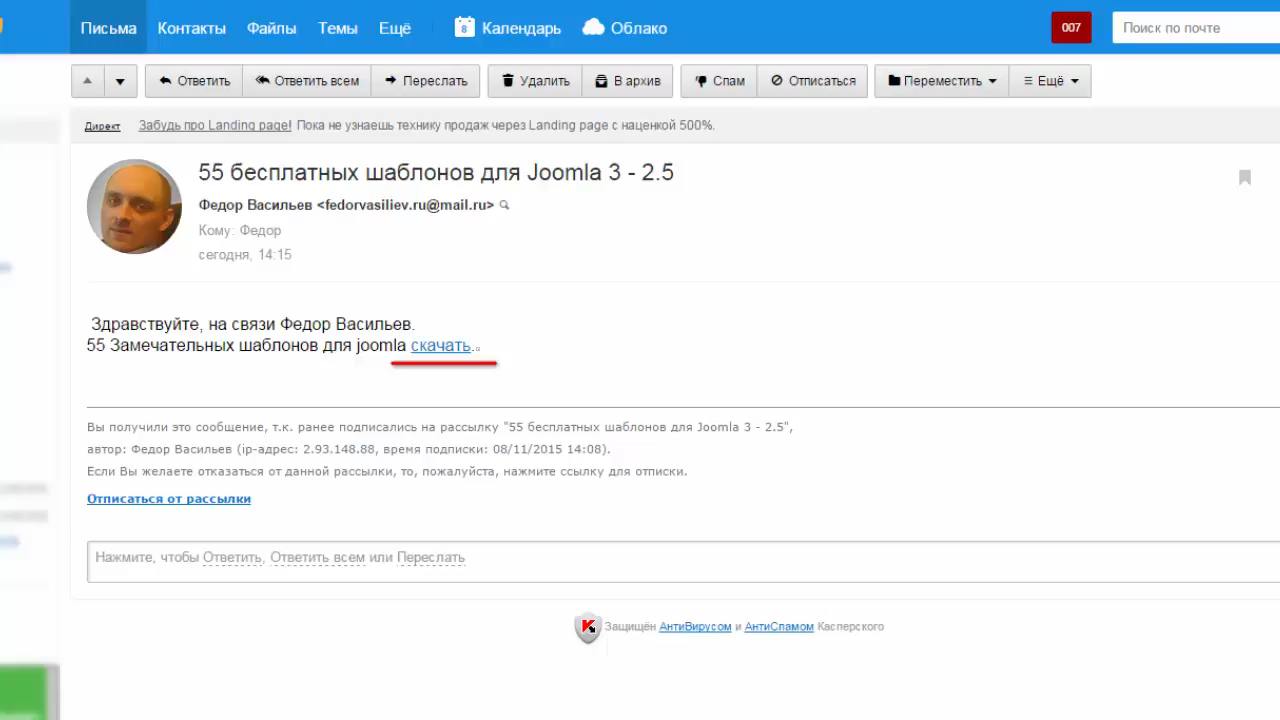 Письма Контакты Файлы Темы Ещё 8 Календарь Облако 007 Поиск по почте
Ответить Ответить всем Переслать Удалить В архив Спам Отписаться Переместить Ещё
Директ Забудь про Landing page! Пока не узнаешь технику продаж через Landing page с наценкой 500%.
55 бесплатных шаблонов для Joomla 3 - 2.5
Федор Васильев <fedorvasiliev.ru@mail.ru>
Кому: Федор
сегодня, 14:15
Здравствуйте, на связи Федор Васильев.
55 Замечательных шаблонов для joomla скачать.
Вы получили это сообщение, т.к. ранее подписались на рассылку "55 бесплатных шаблонов для Joomla 3 - 2.5",
автор: Федор Васильев (ip-адрес: 2.93.148.88, время подписки: 08/11/2015 14:08).
Если Вы желаете отказаться от данной рассылки, то, пожалуйста, нажмите ссылку для отписки.
Отписаться от рассылки
Нажмите, чтобы Ответить, Ответить всем или Переслать
Защищён АнтиВирусом и АнтиСпамом Касперского